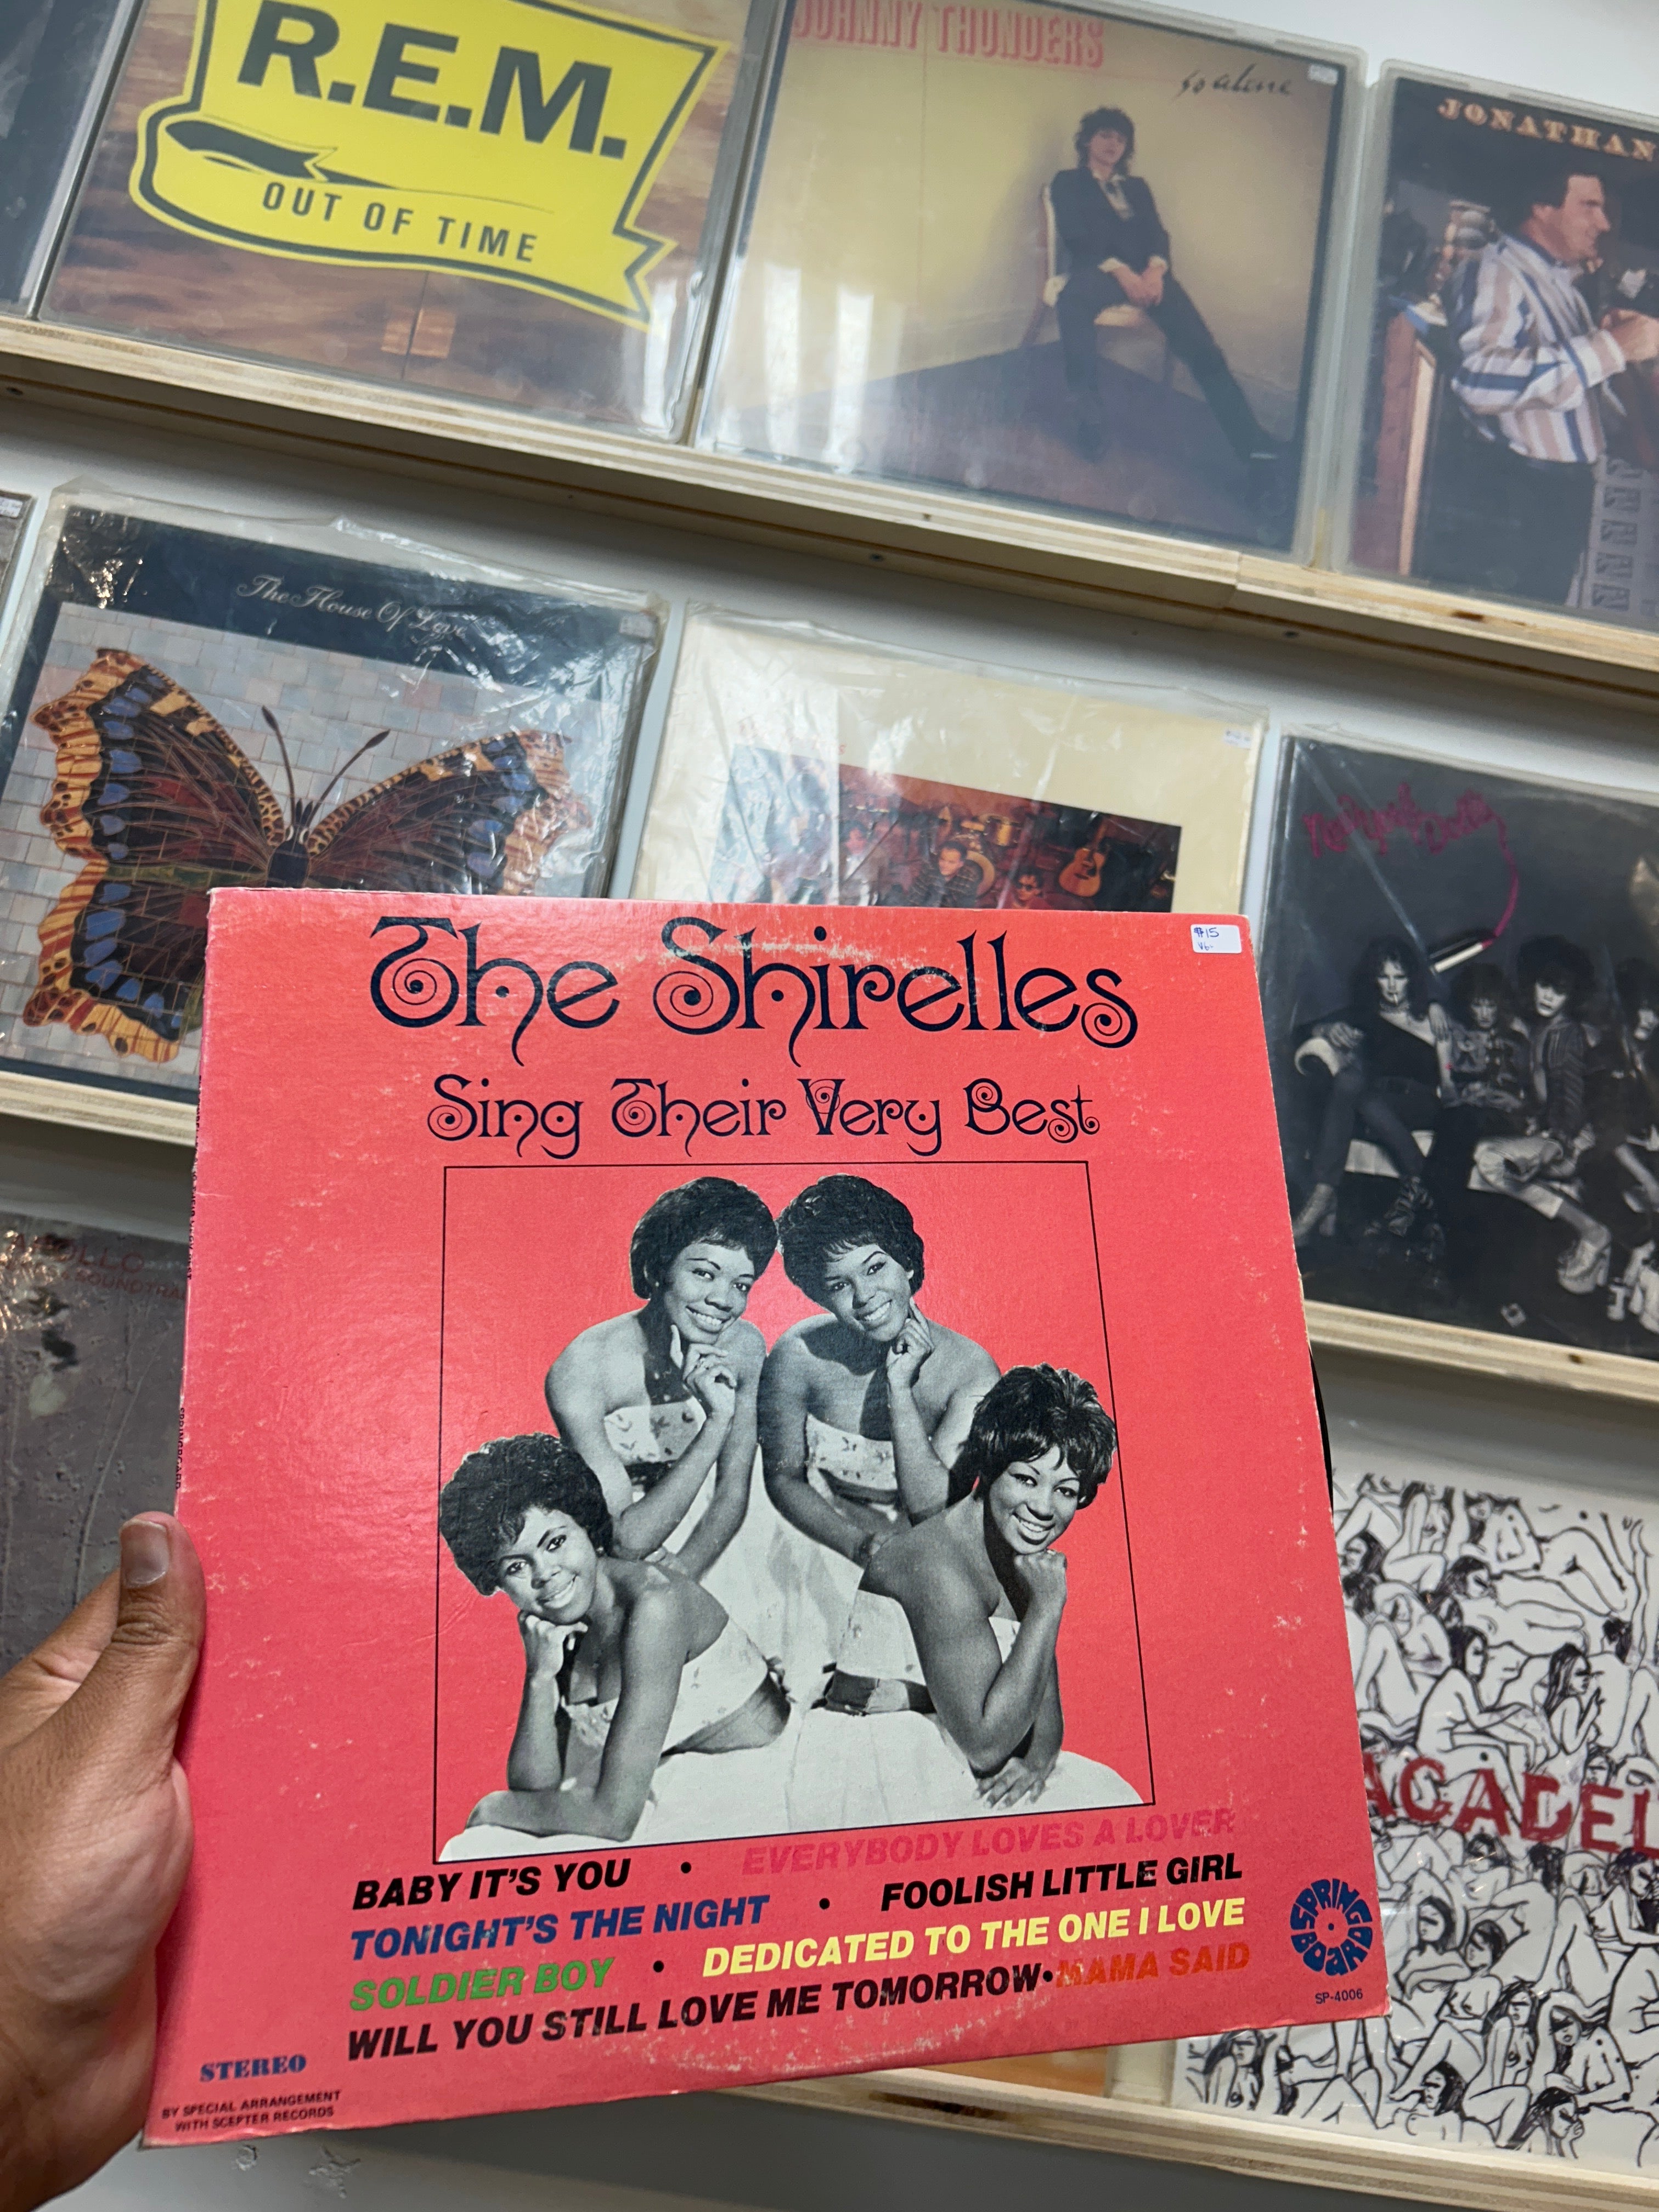 R.E.M.
OUT OF TIME
JOHNNY THUNDERS
so alone
JONATHAN
The House Of Love
New York Dolls
The Shirelles
$15
Sing Their Very Best
BABY IT'S YOU • EVERYBODY LOVES A LOVER
TONIGHT'S THE NIGHT • FOOLISH LITTLE GIRL
SOLDIER BOY • DEDICATED TO THE ONE I LOVE
WILL YOU STILL LOVE ME TOMORROW • MAMA SAID
SPRING BOARD
SP-4006
STEREO
BY SPECIAL ARRANGEMENT
WITH SCEPTER RECORDS
SPRINGBOARD
ACADEL